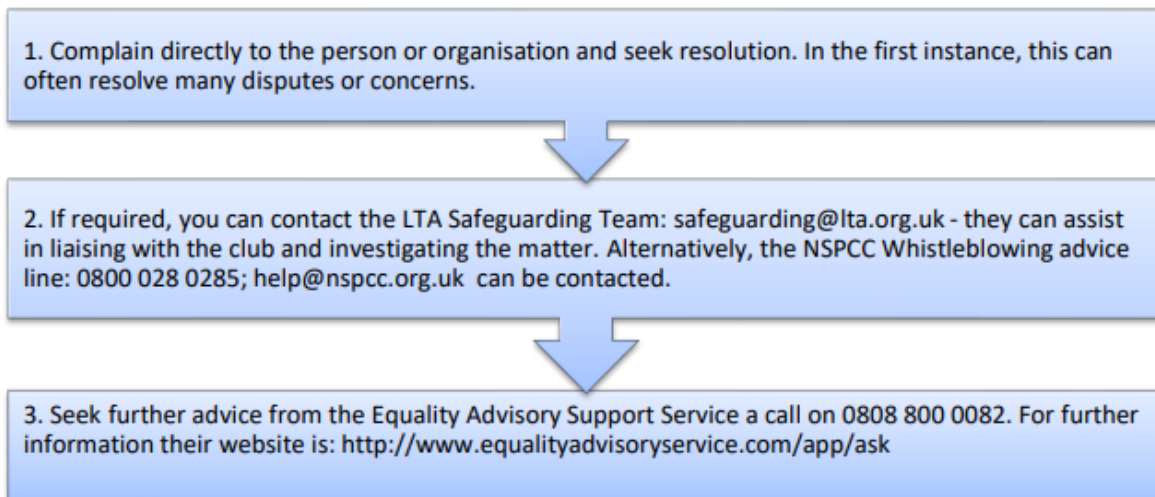 1. Complain directly to the person or organisation and seek resolution. In the first instance, this can
often resolve many disputes or concerns.
2. If required, you can contact the LTA Safeguarding Team: safeguarding@lta.org.uk - they can assist
in liaising with the club and investigating the matter. Alternatively, the NSPCC Whistleblowing advice
line: 0800 028 0285; help@nspcc.org.uk  can be contacted.
3. Seek further advice from the Equality Advisory Support Service a call on 0808 800 0082. For further
information their website is: http://www.equalityadvisoryservice.com/app/ask